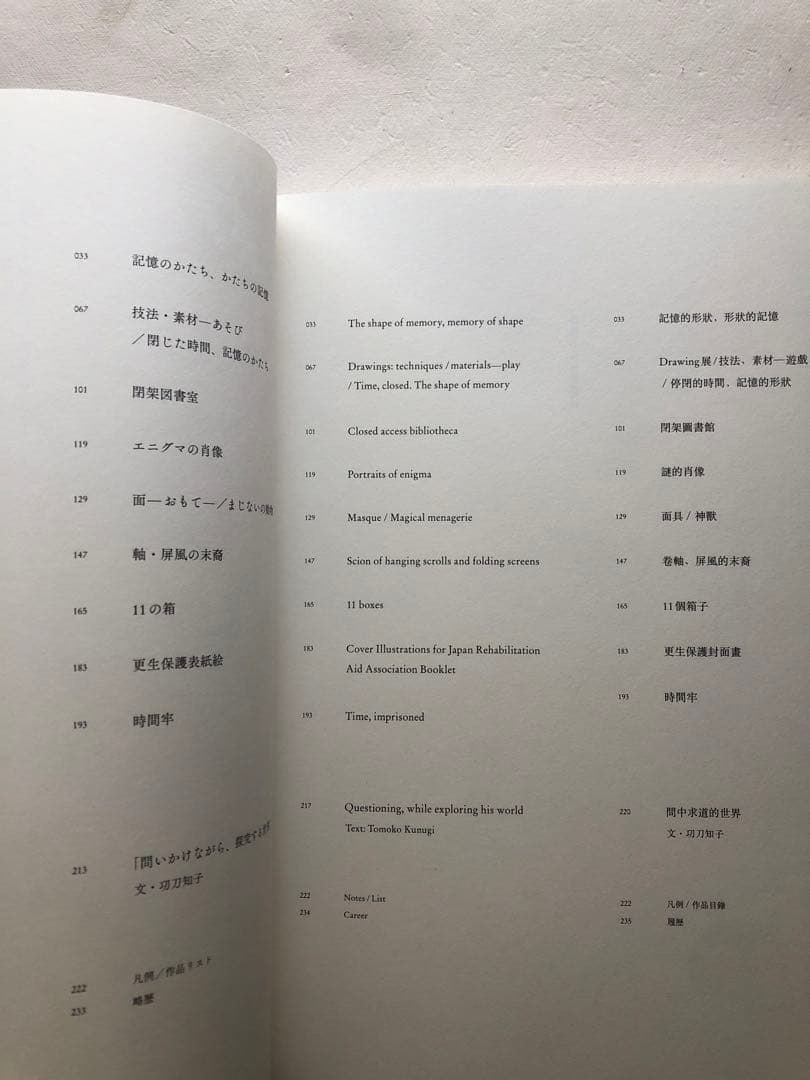 033 記憶のかたち、かたちの記憶
067 技法・素材—あそび
／閉じた時間、記憶のかたち
101 閉架図書室
119 エニグマの肖像
129 面—おもて—／まじないの動物
147 軸・屏風の末裔
165 11の箱
183 更生保護表紙絵
193 時間牢
213 「問いかけながら、探究する
文・功刀知子
222 凡例／作品リスト
233 略歴
033 The shape of memory, memory of shape
067 Drawings: techniques / materials—play
/ Time, closed. The shape of memory
101 Closed access bibliotheca
119 Portraits of enigma
129 Masque / Magical menagerie
147 Scion of hanging scrolls and folding screens
165 11 boxes
183 Cover Illustrations for Japan Rehabilitation
Aid Association Booklet
193 Time, imprisoned
217 Questioning, while exploring his world
Text: Tomoko Kunugi
222 Notes / List
234 Career
033 記憶的形狀，形狀的記憶
067 Drawing展 / 技法、素材—遊戲
/ 停閉的時間，記憶的形狀
101 閉架圖書館
119 謎的肖像
129 面具 / 神獸
147 卷軸、屏風的末裔
165 11個箱子
183 更生保護封面畫
193 時間牢
220 問中求道的世界
文・功刀知子
222 凡例 / 作品目錄
235 履歷